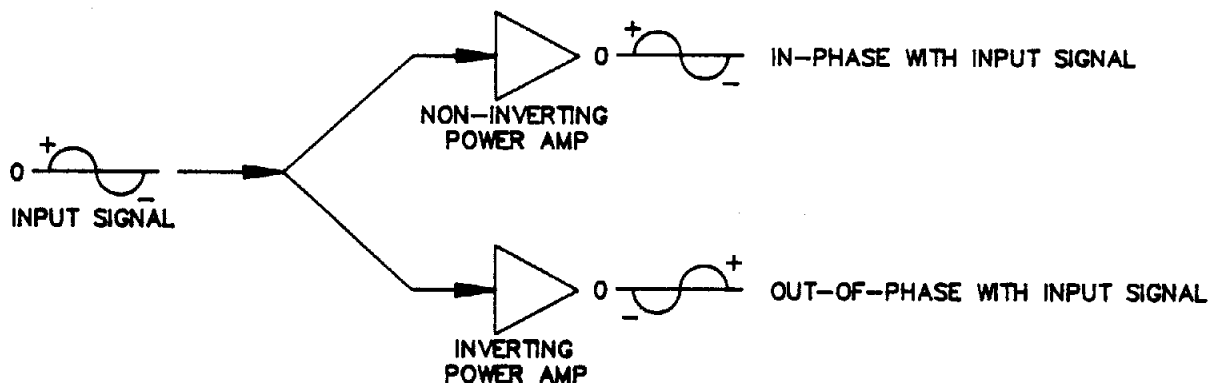 +
0
-
IN-PHASE WITH INPUT SIGNAL
NON-INVERTING
POWER AMP
+
0
-
INPUT SIGNAL
+
0
-
OUT-OF-PHASE WITH INPUT SIGNAL
INVERTING
POWER AMP